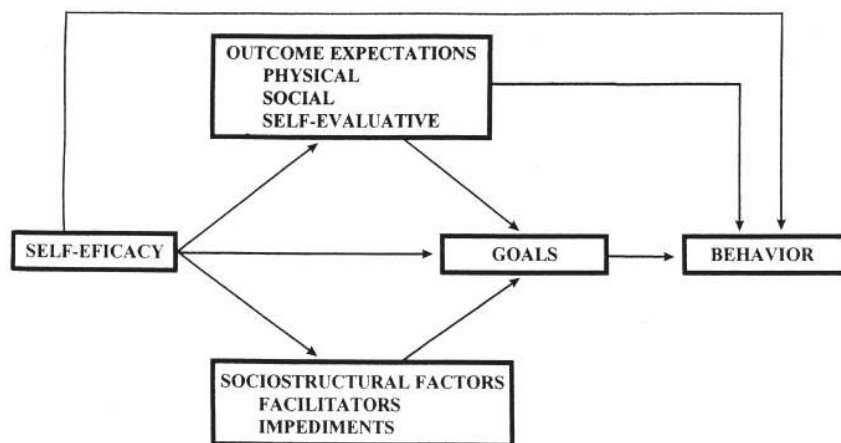 OUTCOME EXPECTATIONS
PHYSICAL
SOCIAL
SELF-EVALUATIVE
SELF-EFICACY
GOALS
BEHAVIOR
SOCIOSTRUCTURAL FACTORS
FACILITATORS
IMPEDIMENTS